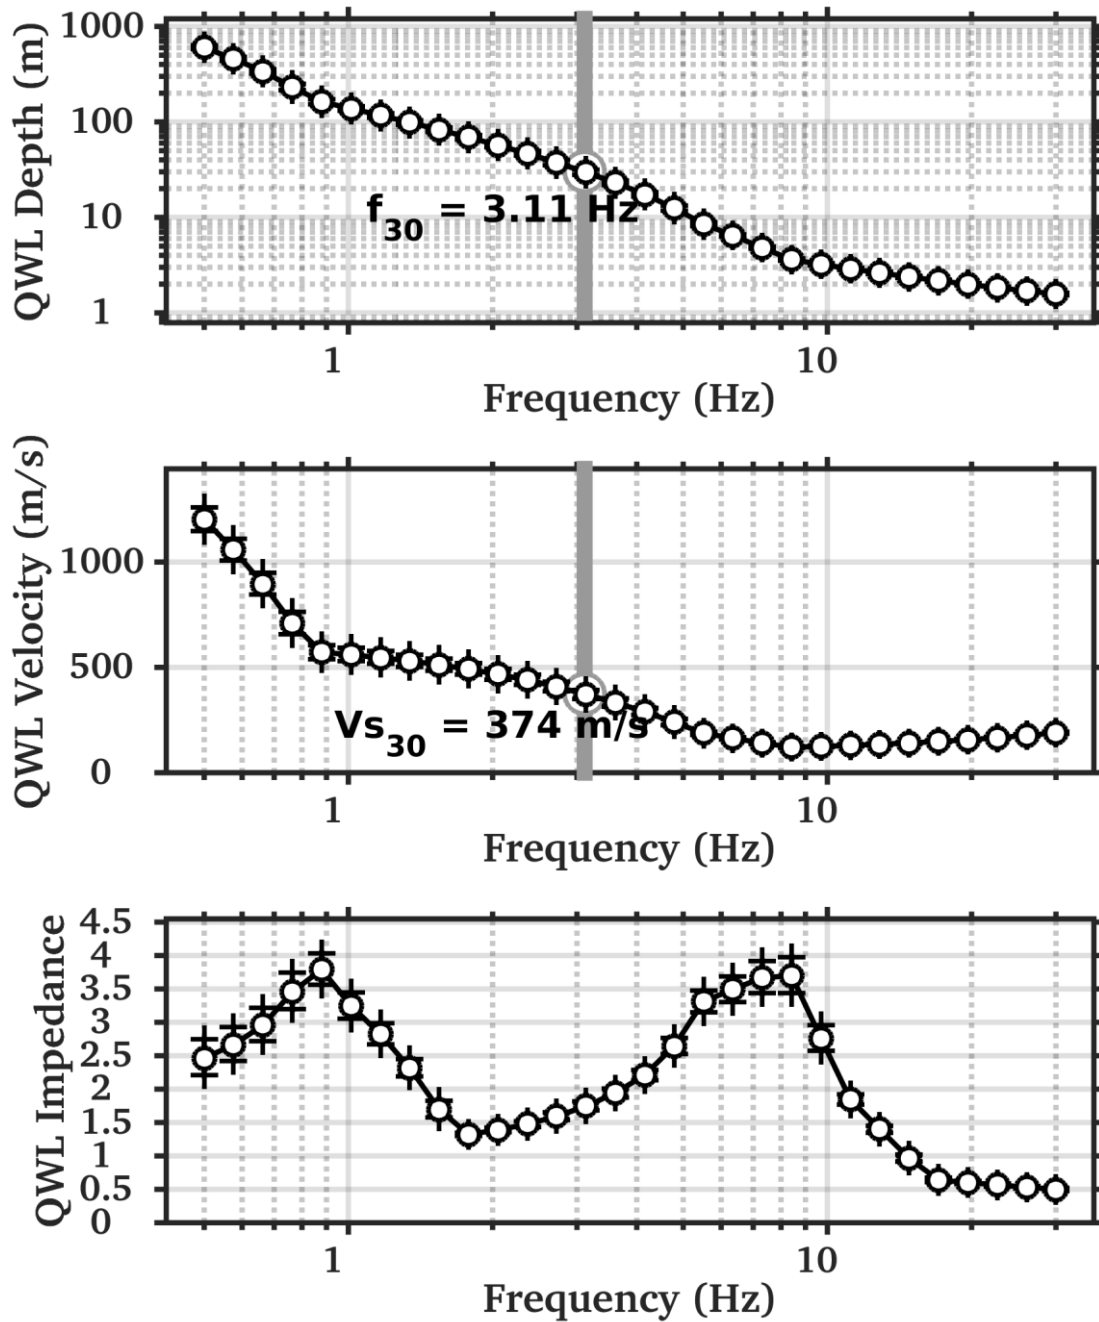 QWL Depth (m)
1000
100
10
1
f30 = 3.11 Hz
1 10
Frequency (Hz)
QWL Velocity (m/s)
1000
500
0
Vs30 = 374 m/s
1 10
Frequency (Hz)
QWL Impedance
4.5
4
3.5
3
2.5
2
1.5
1
0.5
0
1 10
Frequency (Hz)